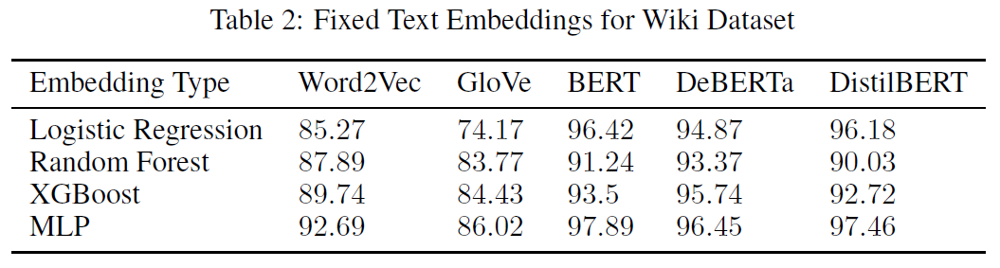 Table 2: Fixed Text Embeddings for Wiki Dataset
Embedding Type Word2Vec GloVe BERT DeBERTa DistilBERT
Logistic Regression 85.27 74.17 96.42 94.87 96.18
Random Forest 87.89 83.77 91.24 93.37 90.03
XGBoost 89.74 84.43 93.5 95.74 92.72
MLP 92.69 86.02 97.89 96.45 97.46